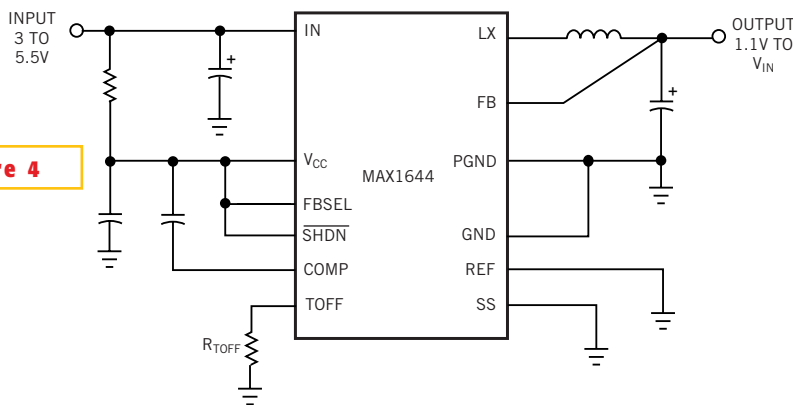 INPUT
3 TO
5.5V
IN
LX
OUTPUT
1.1V TO
VIN
+
+
FB
re 4
VCC
MAX1644
PGND
FBSEL
SHDN
GND
COMP
REF
TOFF
SS
RTOFF